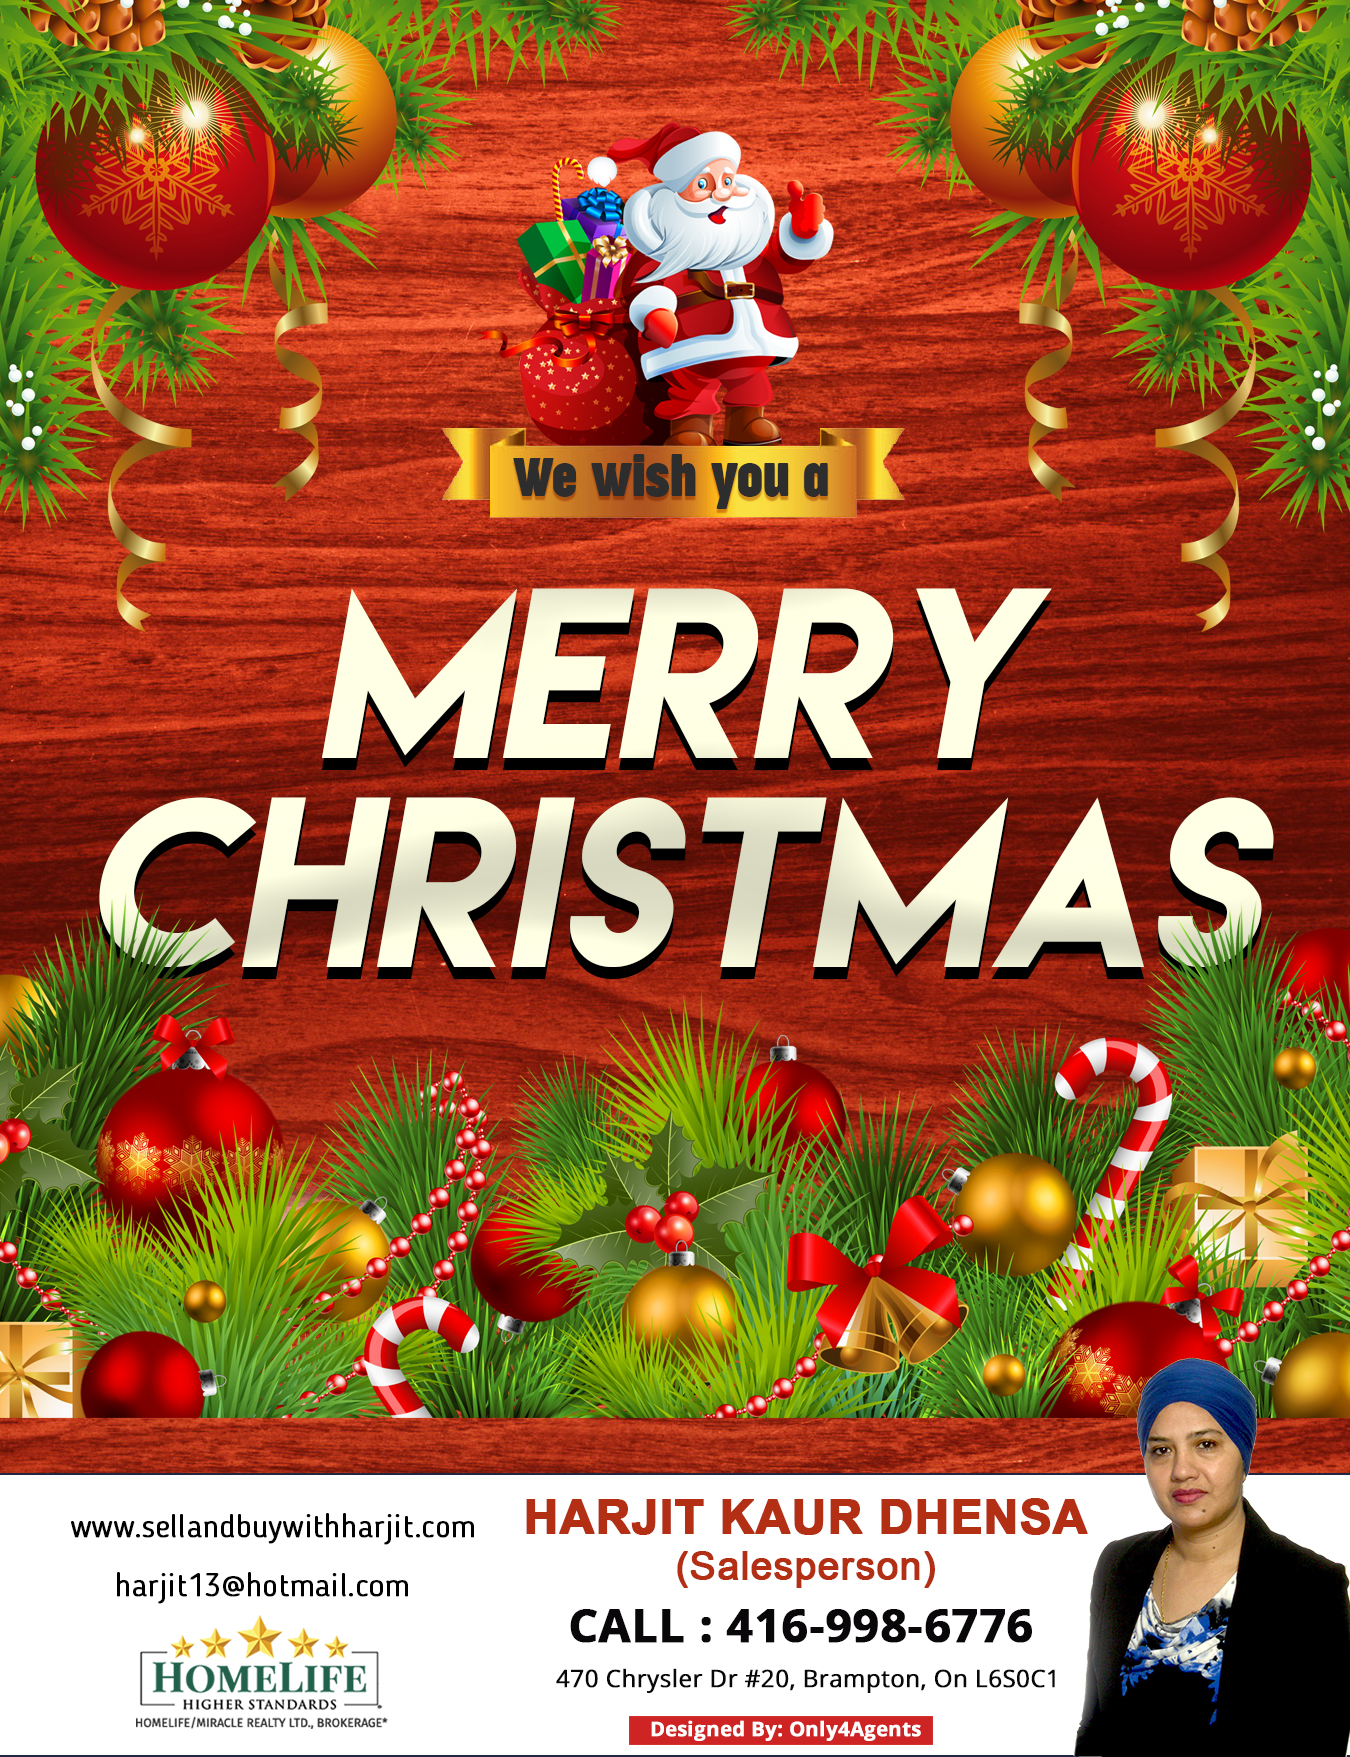 We wish you a
MERRY
CHRISTMAS
www.sellandbuywithharjit.com
harjit13@hotmail.com
HOMELIFE
HIGHER STANDARDS
HOMELIFE/MIRACLE REALTY LTD., BROKERAGE*
HARJIT KAUR DHENSA
(Salesperson)
CALL : 416-998-6776
470 Chrysler Dr #20, Brampton, On L6S0C1
Designed By: Only4Agents